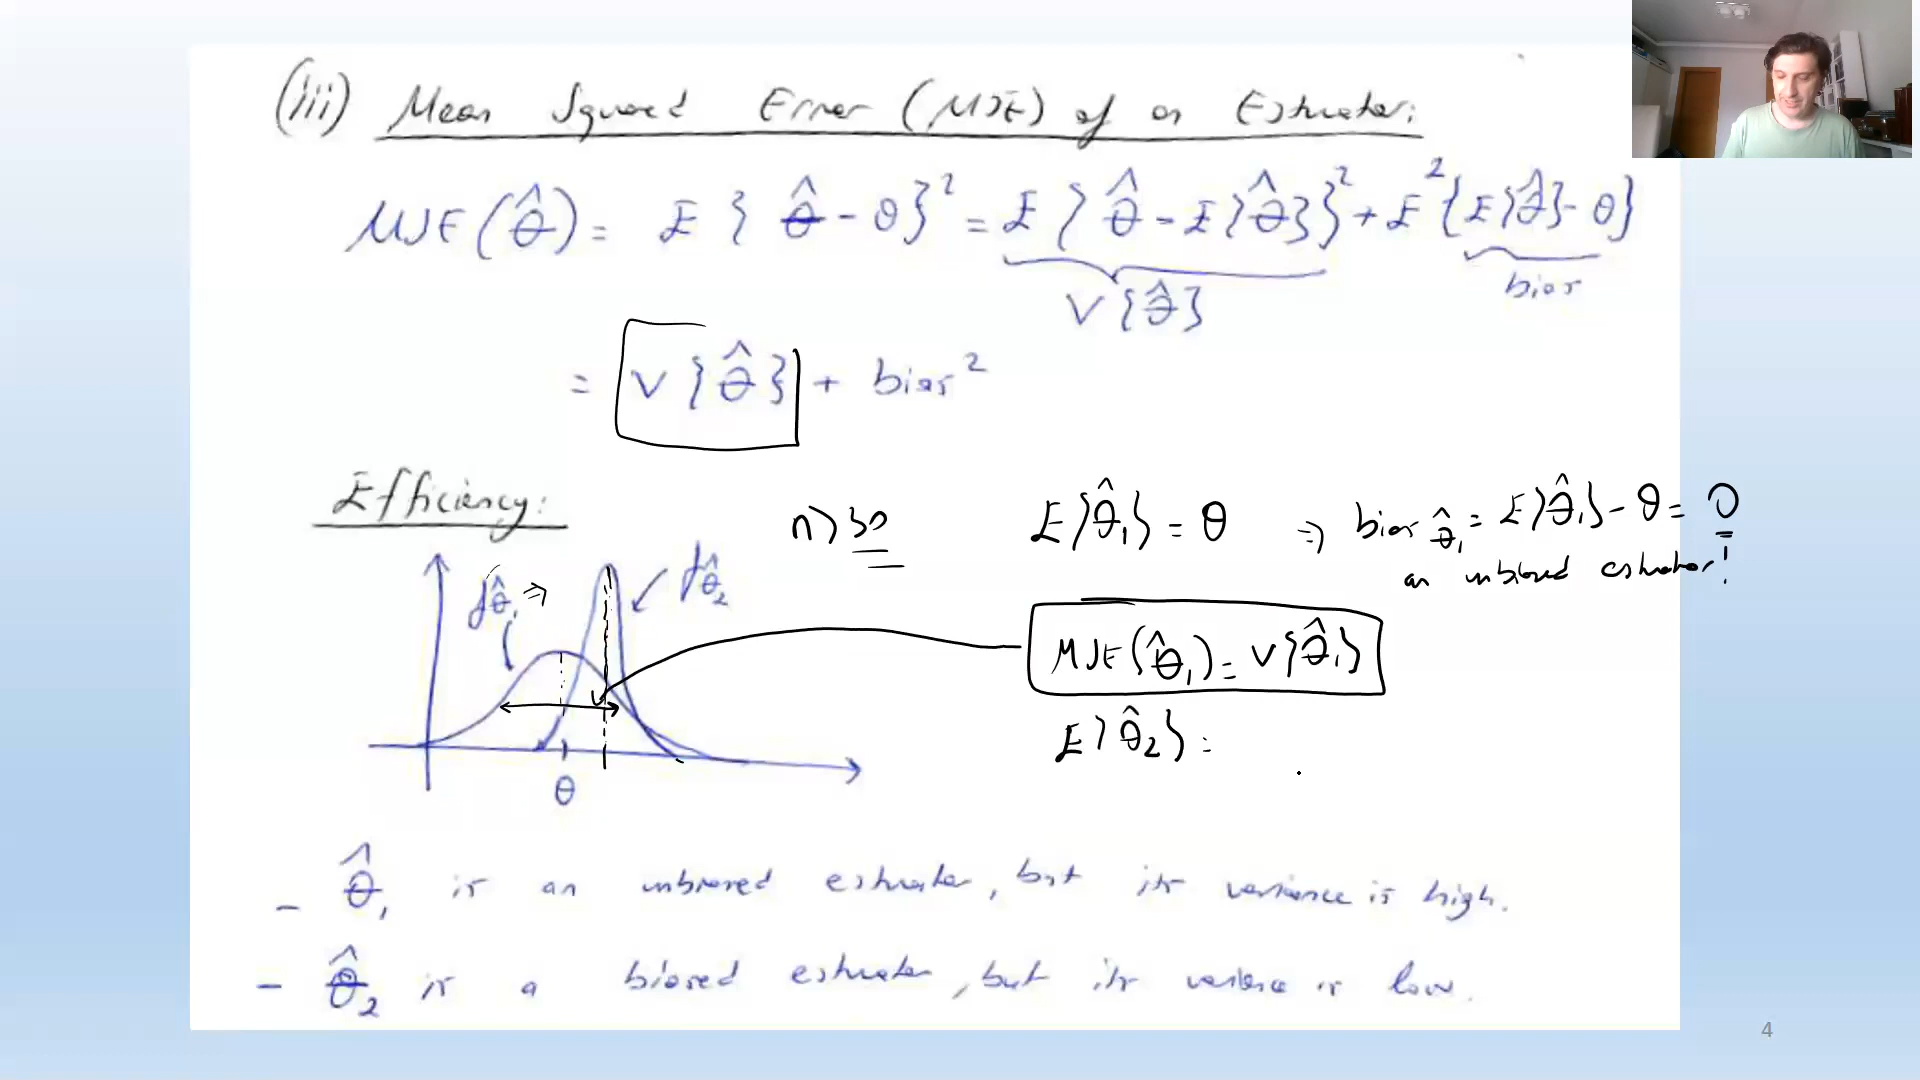 (iii) Mean Squared Error (MSE) of an Estimator:
MSE(θ̂) = E{θ̂ - θ}² = E{θ̂ - E{θ̂}}² + E²{E{θ̂} - θ}
V{θ̂}
bias
= V{θ̂} + bias²
Efficiency:
n > 30
E{θ̂₁} = θ ⇒ bias θ̂₁ = E{θ̂₁} - θ = 0
an unbiased estimator!
fθ̂₁ ⇒
fθ̂₂
MSE(θ̂₁) = V{θ̂₁}
E{θ̂₂} =
θ
- θ̂₁ is an unbiased estimator, but its variance is high.
- θ̂₂ is a biased estimator, but its variance is low.
4